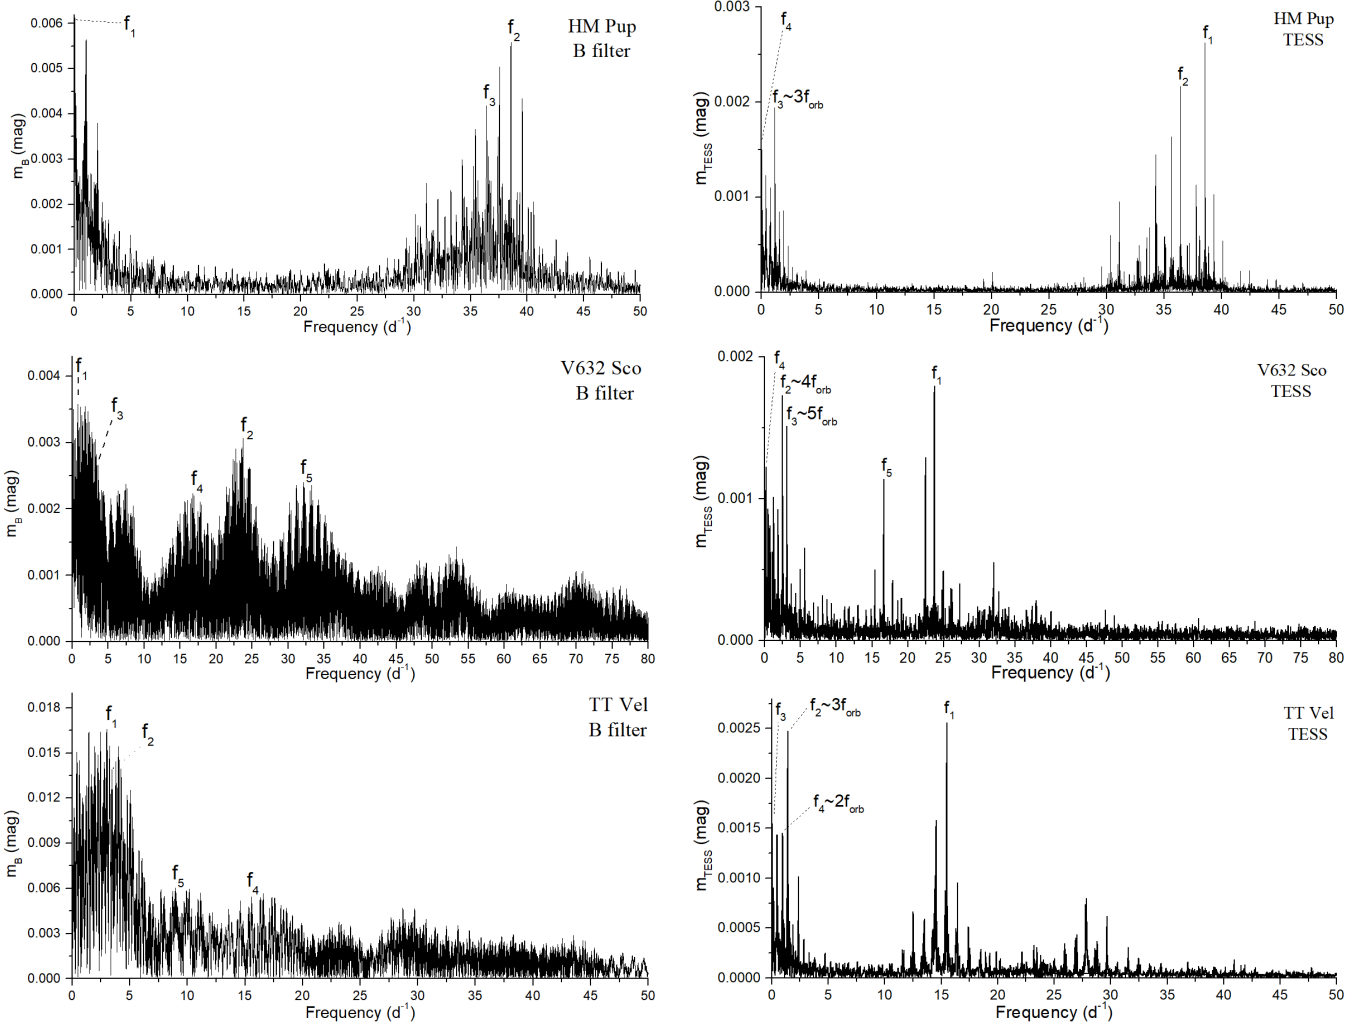 HM Pup
B filter
f1
f2
f3
0.006
0.005
0.004
0.003
0.002
0.001
0.000
mB (mag)
0 5 10 15 20 25 30 35 40 45 50
Frequency (d-1)
HM Pup
TESS
f4
f1
f2
f3~3forb
0.003
0.002
0.001
0.000
mTESS (mag)
0 5 10 15 20 25 30 35 40 45 50
Frequency (d-1)
V632 Sco
B filter
f1
f3
f2
f4
f5
0.004
0.003
0.002
0.001
0.000
mB (mag)
0 5 10 15 20 25 30 35 40 45 50 55 60 65 70 75 80
Frequency (d-1)
V632 Sco
TESS
f4
f2~4forb
f1
f3~5forb
f5
0.002
0.001
0.000
mTESS (mag)
0 5 10 15 20 25 30 35 40 45 50 55 60 65 70 75 80
Frequency (d-1)
TT Vel
B filter
f1
f2
f5
f4
0.018
0.015
0.012
0.009
0.006
0.003
0.000
mB (mag)
0 5 10 15 20 25 30 35 40 45 50
Frequency (d-1)
TT Vel
TESS
f3
f2~3forb
f1
f4~2forb
0.0025
0.0020
0.0015
0.0010
0.0005
0.0000
mTESS (mag)
0 5 10 15 20 25 30 35 40 45 50
Frequency (d-1)